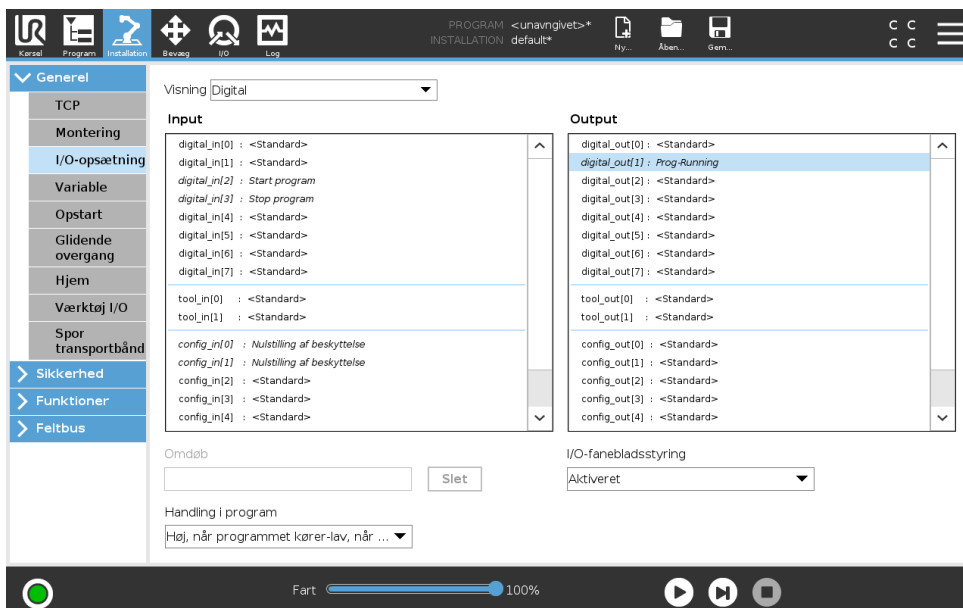 UR
PROGRAM <unavngivet>*
INSTALLATION default*
Kørsel Program Installation Bevæg I/O Log
Ny... Åben... Gem...
C C
C C
Generel
TCP
Montering
I/O-opsætning
Variable
Opstart
Glidende
overgang
Hjem
Værktøj I/O
Spor
transportbånd
Sikkerhed
Funktioner
Feltbus
Visning Digital
Input
digital_in[0] : <Standard>
digital_in[1] : <Standard>
digital_in[2] : Start program
digital_in[3] : Stop program
digital_in[4] : <Standard>
digital_in[5] : <Standard>
digital_in[6] : <Standard>
digital_in[7] : <Standard>
tool_in[0] : <Standard>
tool_in[1] : <Standard>
config_in[0] : Nulstilling af beskyttelse
config_in[1] : Nulstilling af beskyttelse
config_in[2] : <Standard>
config_in[3] : <Standard>
config_in[4] : <Standard>
Output
digital_out[0] : <Standard>
digital_out[1] : Prog-Running
digital_out[2] : <Standard>
digital_out[3] : <Standard>
digital_out[4] : <Standard>
digital_out[5] : <Standard>
digital_out[6] : <Standard>
digital_out[7] : <Standard>
tool_out[0] : <Standard>
tool_out[1] : <Standard>
config_out[0] : <Standard>
config_out[1] : <Standard>
config_out[2] : <Standard>
config_out[3] : <Standard>
config_out[4] : <Standard>
Omdøb
Slet
I/O-fanebladsstyring
Aktiveret
Handling i program
Høj, når programmet kører-lav, når ...
Fart 100%